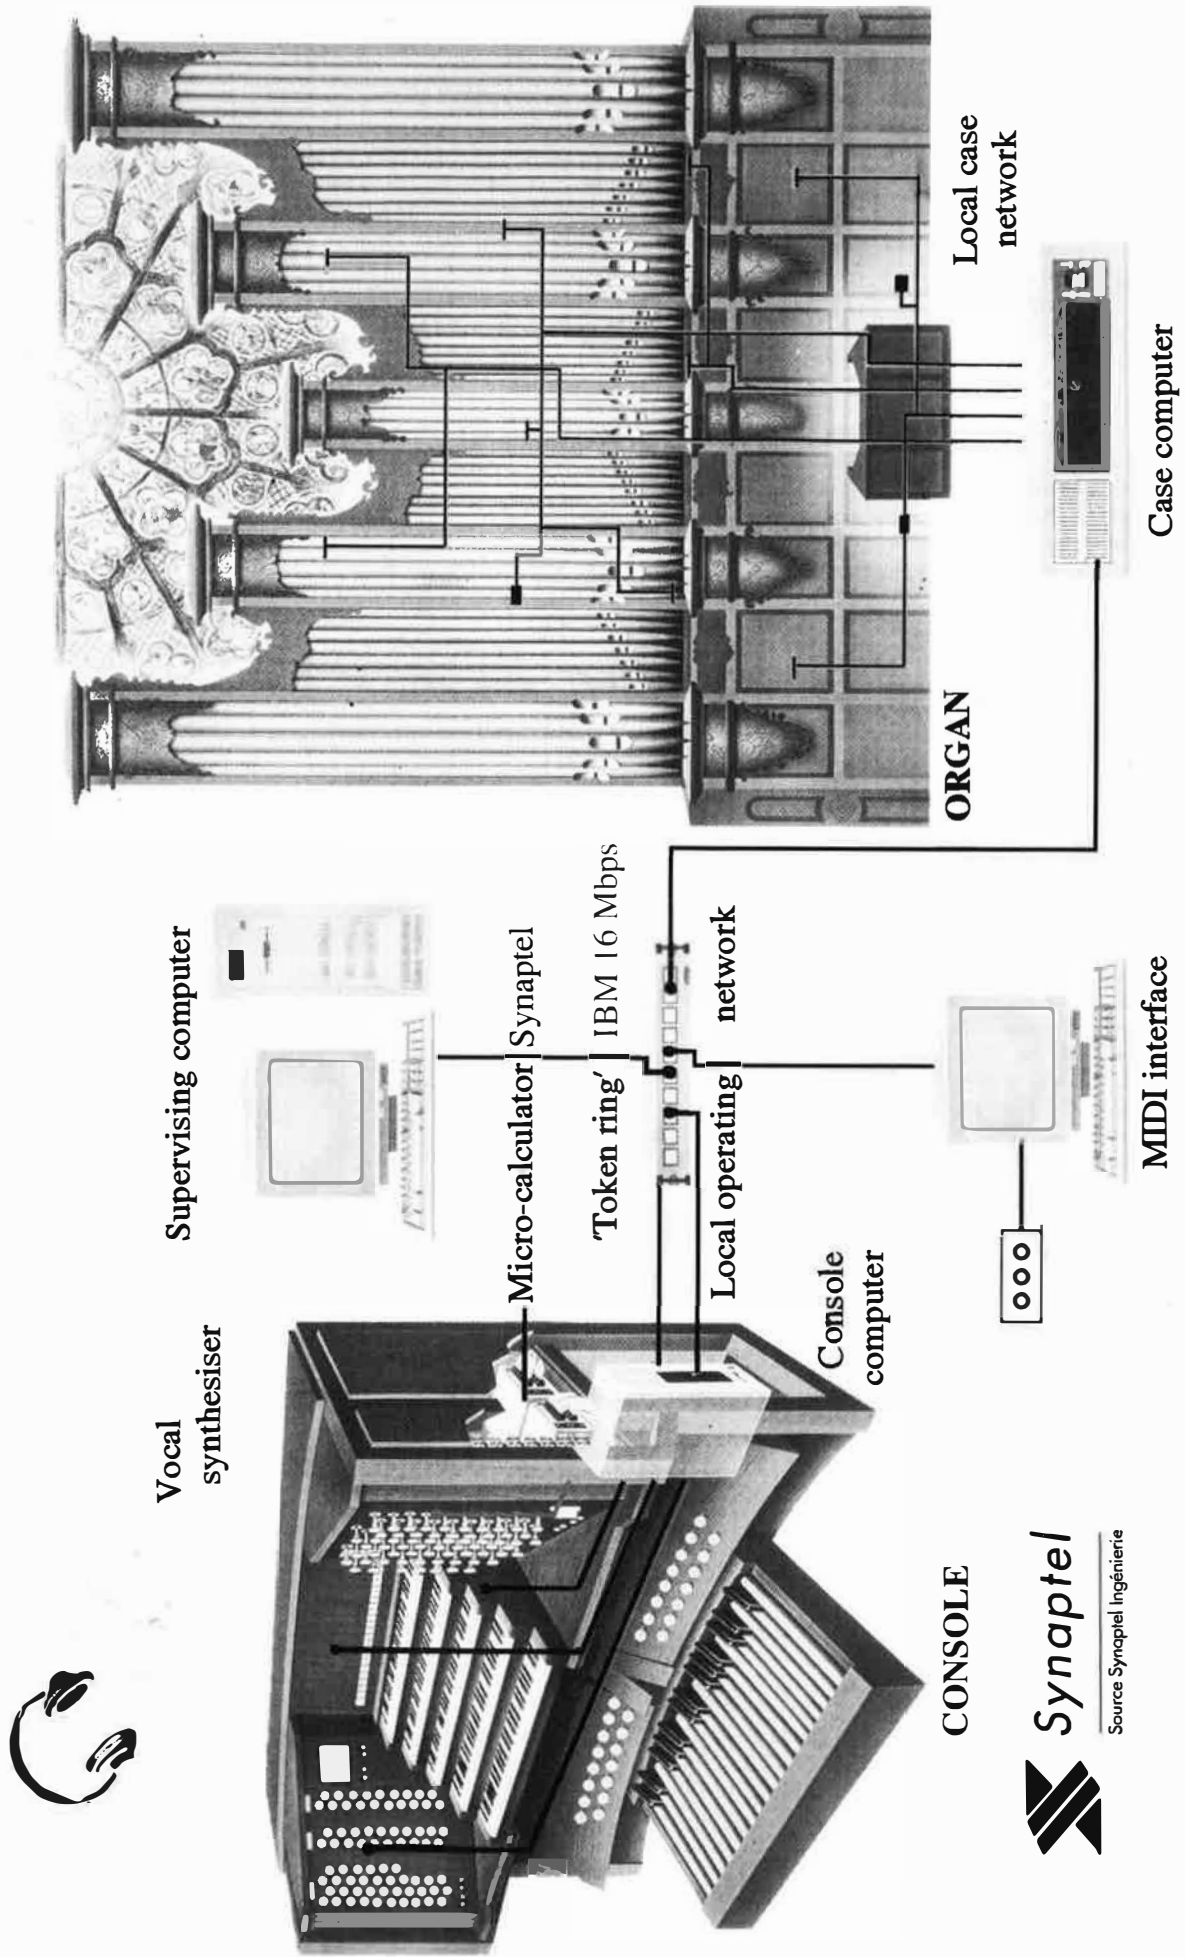 Vocal
synthesiser
Supervising computer
Micro-calculator Synaptel
'Token ring' IBM 16 Mbps
Local operating network
Console
computer
MIDI interface
CONSOLE
ORGAN
Local case
network
Case computer
Synaptel
Source Synaptel Ingénierie